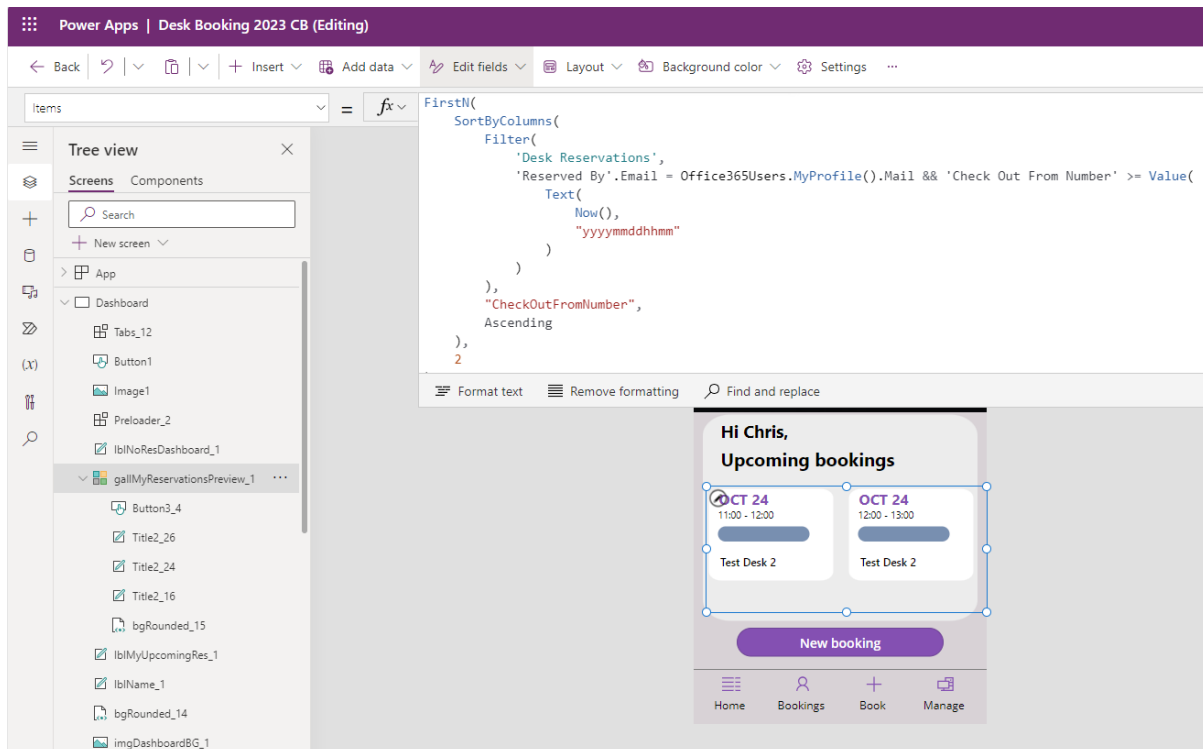 Power Apps | Desk Booking 2023 CB (Editing)
Back
Insert
Add data
Edit fields
Layout
Background color
Settings
...
Items
=
fx
FirstN(
SortByColumns(
Filter(
'Desk Reservations',
'Reserved By'.Email = Office365Users.MyProfile().Mail && 'Check Out From Number' >= Value(
Text(
Now(),
"yyyymmddhhmm"
)
)
),
"CheckOutFromNumber",
Ascending
),
2
Format text
Remove formatting
Find and replace
Tree view
Screens
Components
Search
New screen
App
Dashboard
Tabs_12
Button1
Image1
Preloader_2
lblNoResDashboard_1
gallMyReservationsPreview_1
...
Button3_4
Title2_26
Title2_24
Title2_16
bgRounded_15
lblMyUpcomingRes_1
lblName_1
bgRounded_14
imgDashboardBG_1
(x)
Hi Chris,
Upcoming bookings
OCT 24
11:00 - 12:00
Test Desk 2
OCT 24
12:00 - 13:00
Test Desk 2
New booking
Home
Bookings
Book
Manage